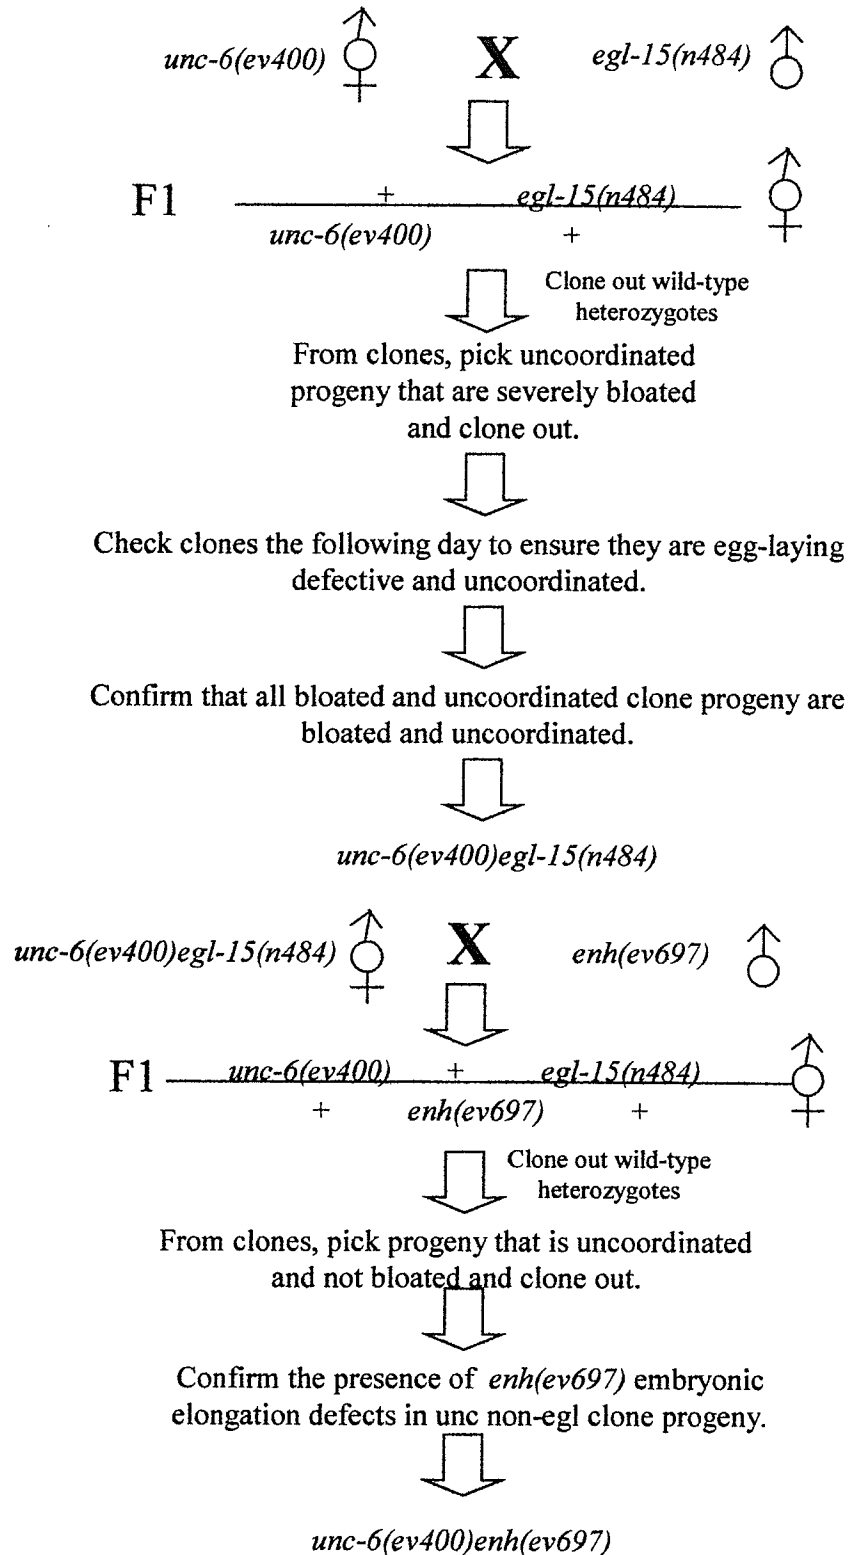 unc-6(ev400) X egl-15(n484)
F1 + egl-15(n484)
unc-6(ev400) +
Clone out wild-type
heterozygotes
From clones, pick uncoordinated
progeny that are severely bloated
and clone out.
Check clones the following day to ensure they are egg-laying
defective and uncoordinated.
Confirm that all bloated and uncoordinated clone progeny are
bloated and uncoordinated.
unc-6(ev400)egl-15(n484)
unc-6(ev400)egl-15(n484) X enh(ev697)
F1 unc-6(ev400) + egl-15(n484)
+ enh(ev697) +
Clone out wild-type
heterozygotes
From clones, pick progeny that is uncoordinated
and not bloated and clone out.
Confirm the presence of enh(ev697) embryonic
elongation defects in unc non-egl clone progeny.
unc-6(ev400)enh(ev697)